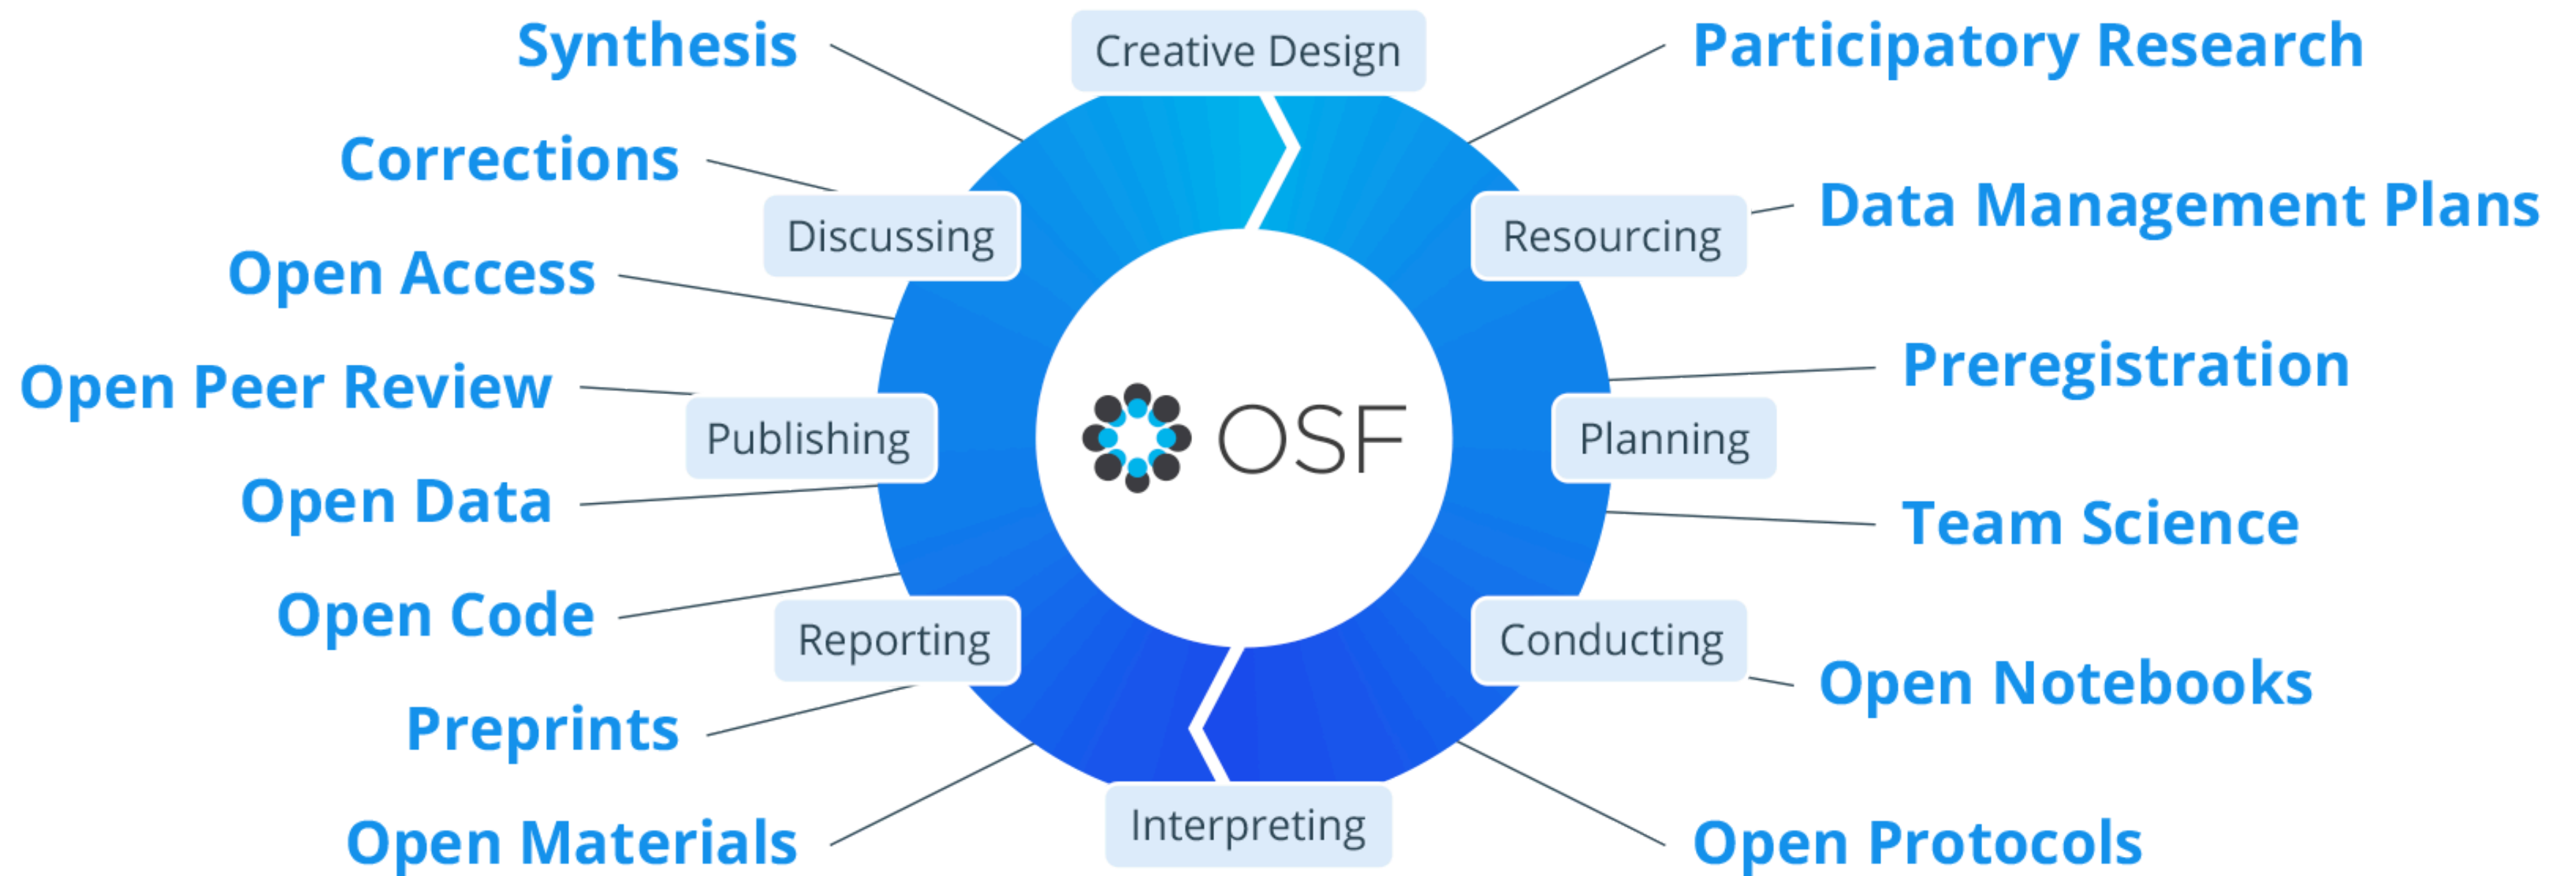 Synthesis
Creative Design
Participatory Research
Corrections
Discussing
Resourcing
Data Management Plans
Open Access
Open Peer Review
Preregistration
Publishing
OSF
Planning
Open Data
Team Science
Open Code
Reporting
Conducting
Open Notebooks
Preprints
Interpreting
Open Materials
Open Protocols